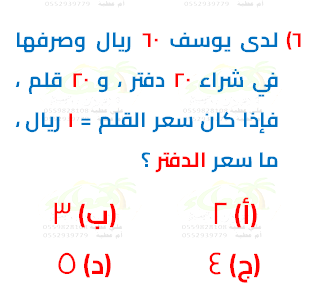 ٦) لدى يوسف ٦٠ ريال وصرفها
في شراء ٢٠ دفتر ، و ٢٠ قلم ،
فإذا كان سعر القلم = ١ ريال ،
ما سعر الدفتر ؟
(أ) ٢ (ب) ٣
(ج) ٤ (د) ٥